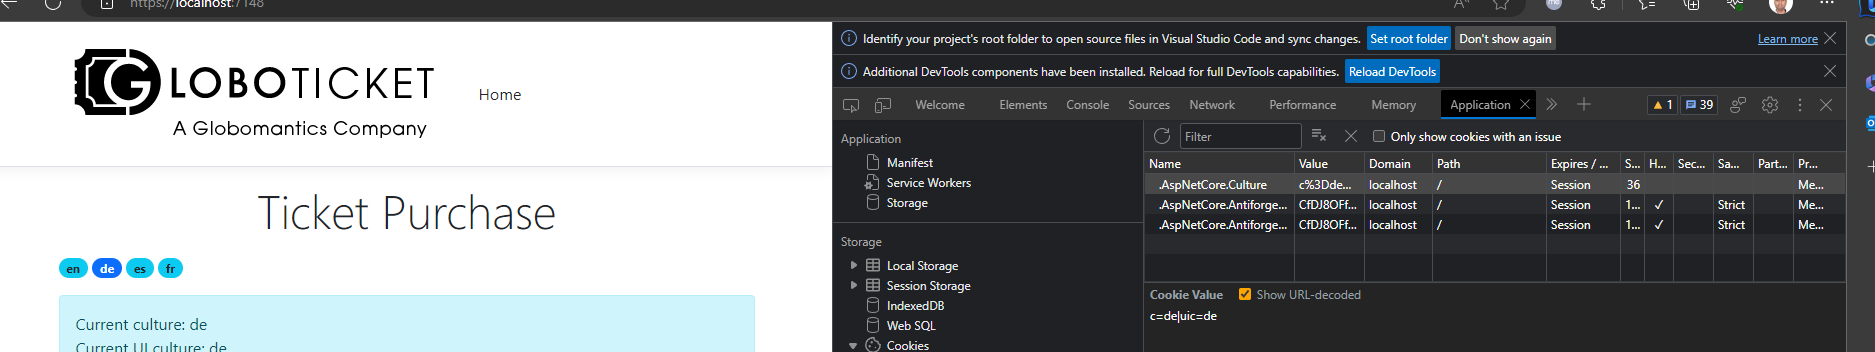 https://localhost:7148
LOBOTICKET
A Globomantics Company
Home
Ticket Purchase
en de es fr
Current culture: de
Current UI culture: de
Identify your project's root folder to open source files in Visual Studio Code and sync changes. Set root folder Don't show again Learn more
Additional DevTools components have been installed. Reload for full DevTools capabilities. Reload DevTools
Welcome Elements Console Sources Network Performance Memory Application 1 39
Application
Manifest
Service Workers
Storage
Storage
Local Storage
Session Storage
IndexedDB
Web SQL
Cookies
Filter Only show cookies with an issue
Name Value Domain Path Expires / ... S... H... Sec... Sa... Part... Pr...
.AspNetCore.Culture c%3Dde... localhost / Session 36 Me...
.AspNetCore.Antiforge... CfDJ8OFf... localhost / Session 1... ✓ Strict Me...
.AspNetCore.Antiforge... CfDJ8OFf... localhost / Session 1... ✓ Strict Me...
Cookie Value Show URL-decoded
c=de|uic=de